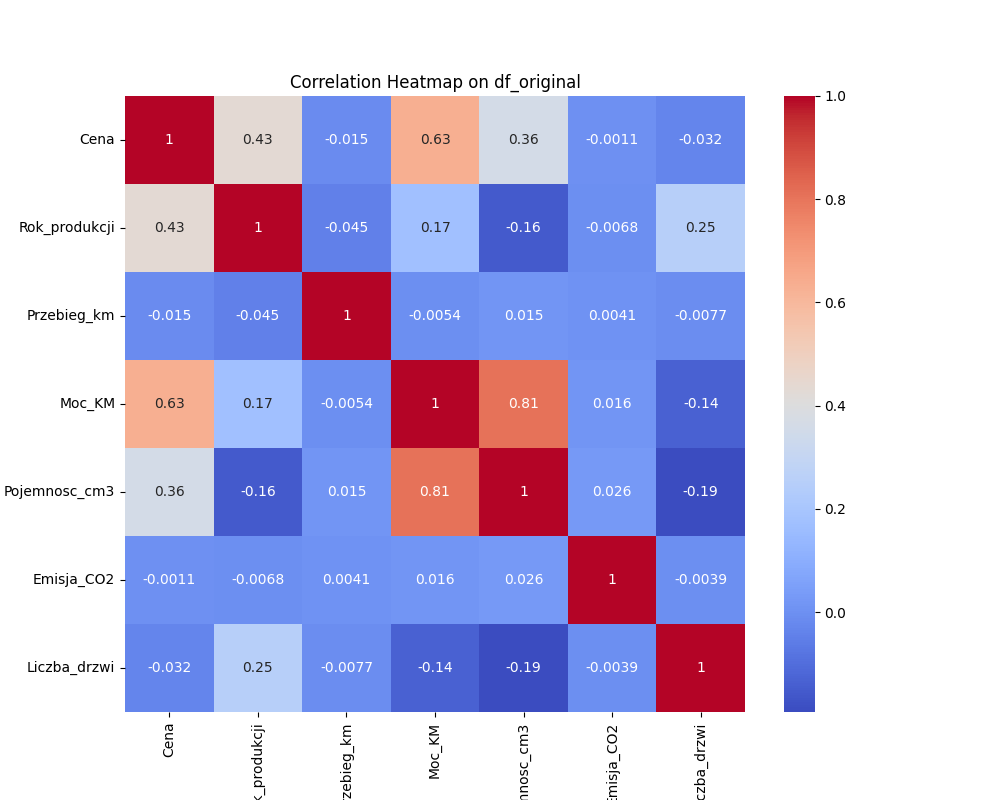 Correlation Heatmap on df_original
Cena 1 0.43 -0.015 0.63 0.36 -0.0011 -0.032
Rok_produkcji 0.43 1 -0.045 0.17 -0.16 -0.0068 0.25
Przebieg_km -0.015 -0.045 1 -0.0054 0.015 0.0041 -0.0077
Moc_KM 0.63 0.17 -0.0054 1 0.81 0.016 -0.14
Pojemnosc_cm3 0.36 -0.16 0.015 0.81 1 0.026 -0.19
Emisja_CO2 -0.0011 -0.0068 0.0041 0.016 0.026 1 -0.0039
Liczba_drzwi -0.032 0.25 -0.0077 -0.14 -0.19 -0.0039 1
Cena
k_produkcji
rzebieg_km
Moc_KM
mnosc_cm3
Emisja_CO2
czba_drzwi
1.0
0.8
0.6
0.4
0.2
0.0